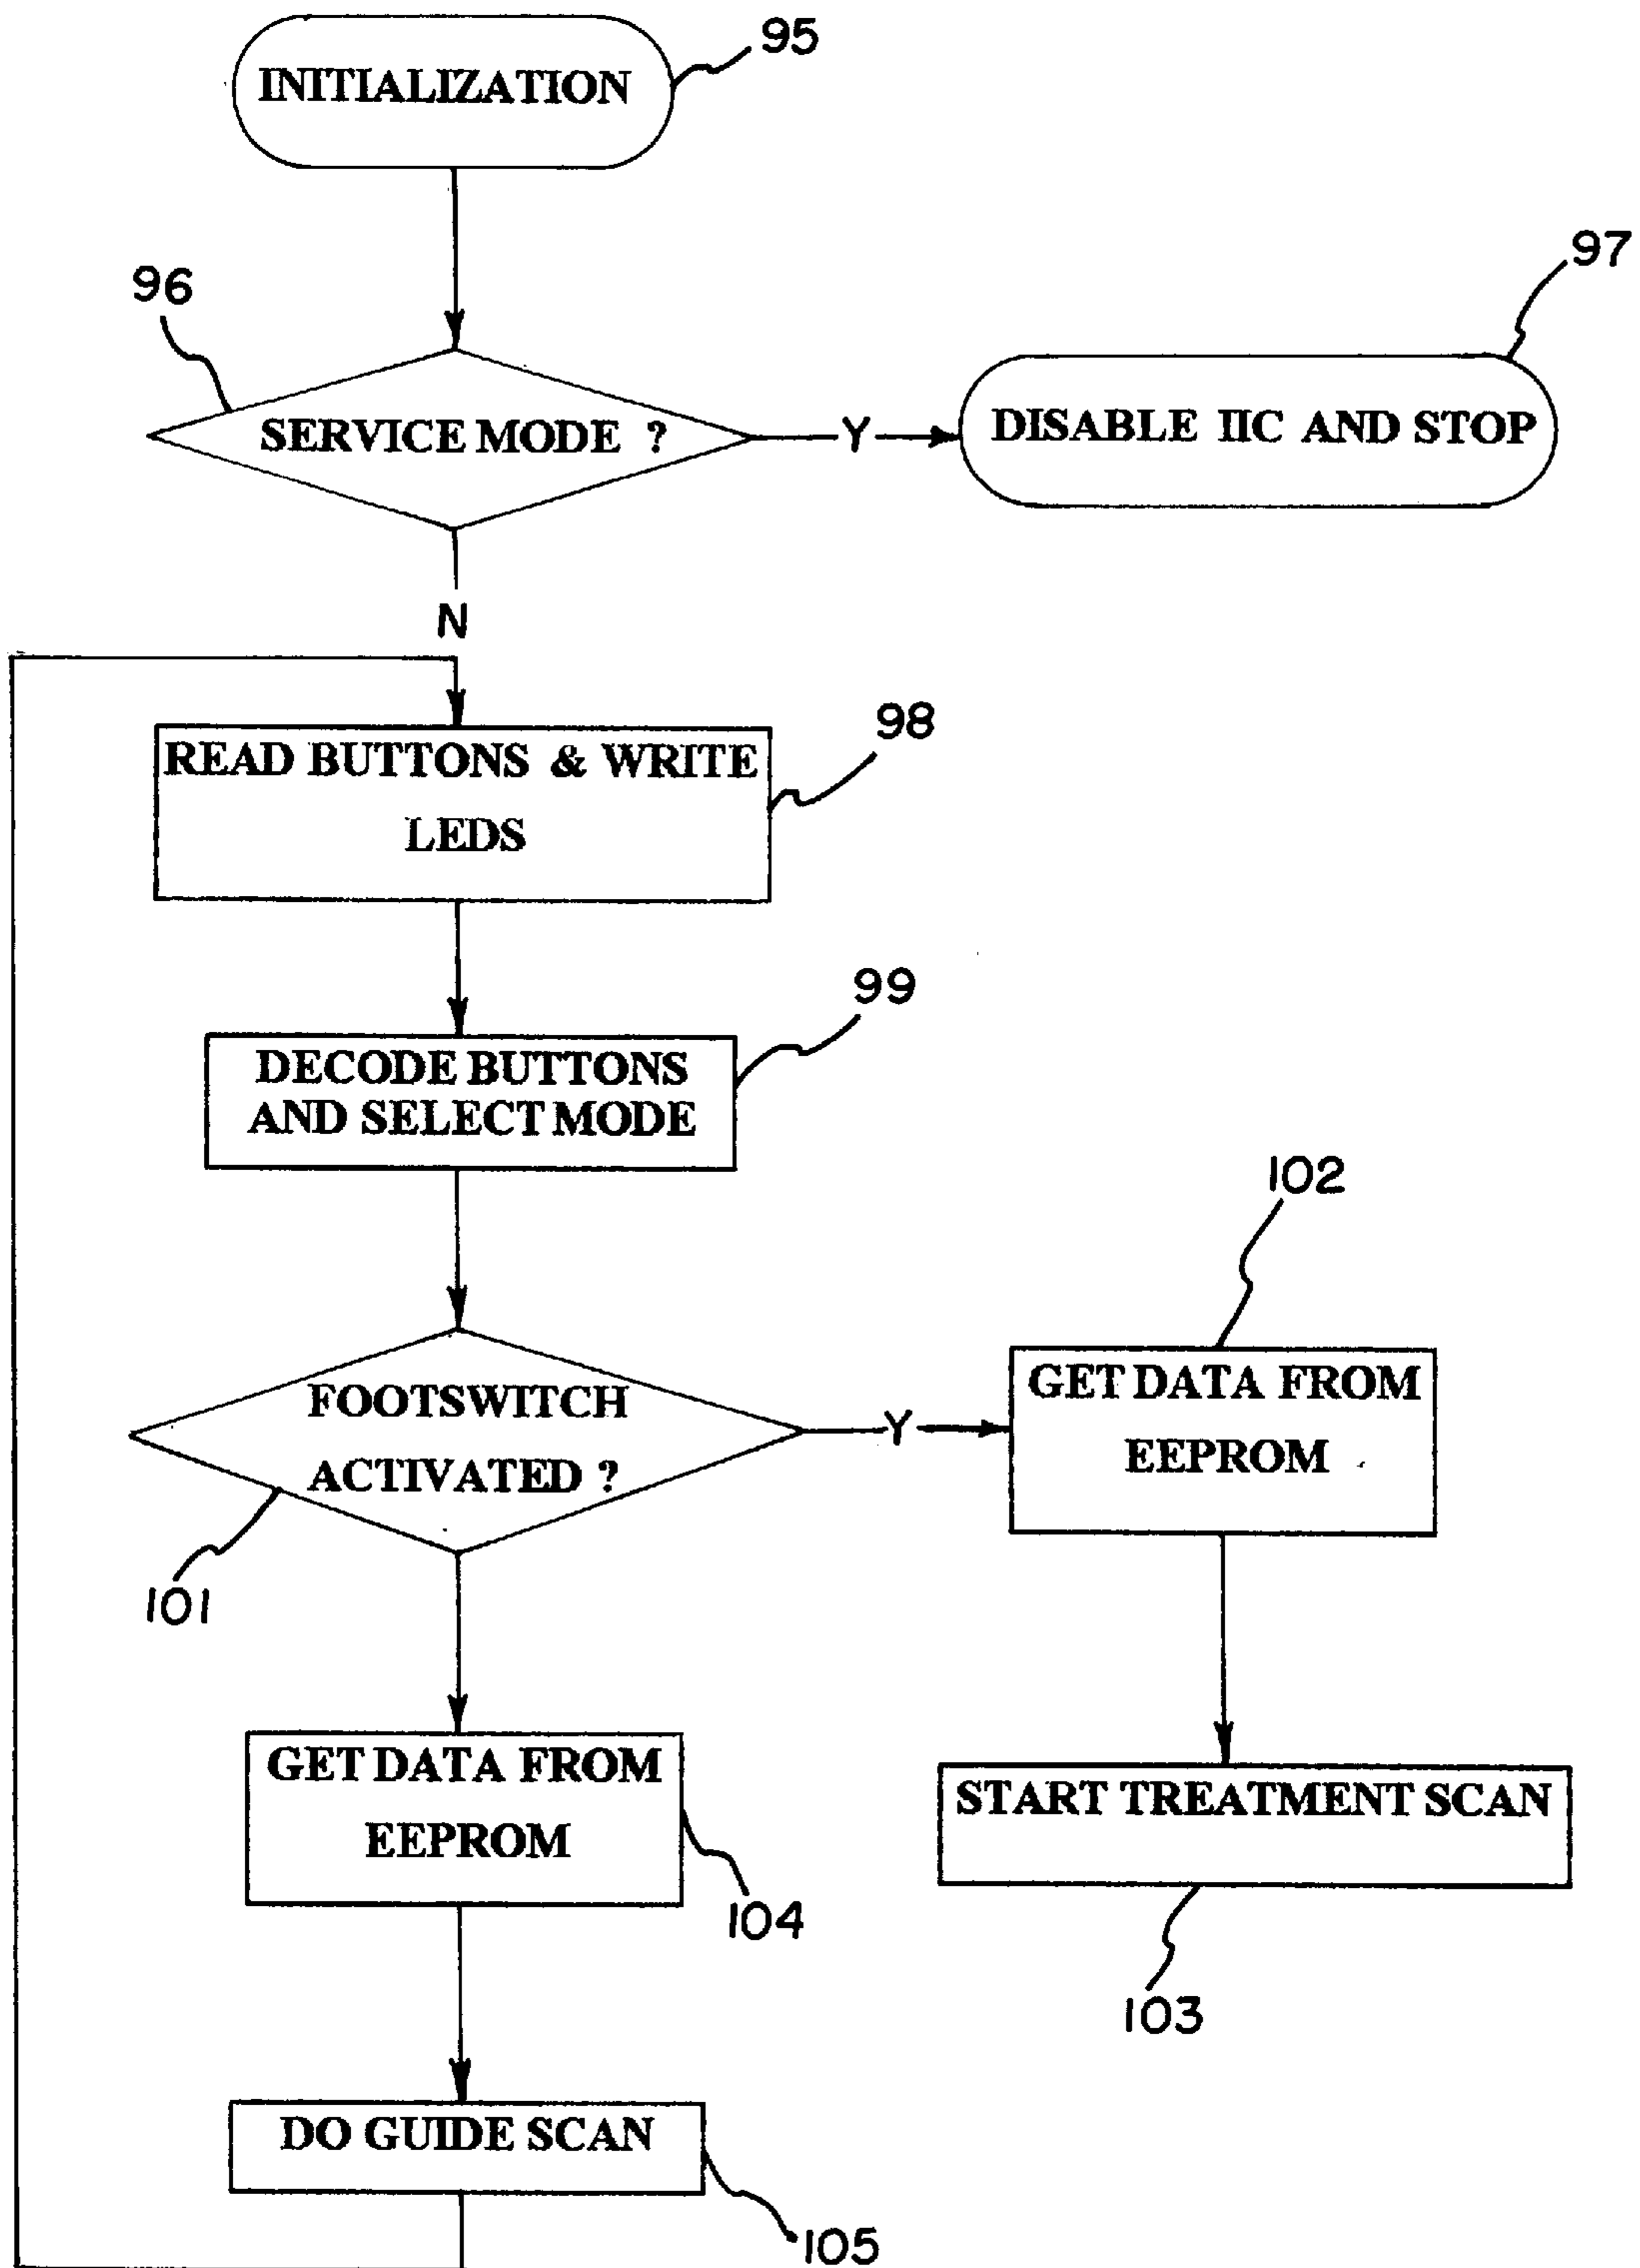 INITIALIZATION
95
96
SERVICE MODE ?
Y
DISABLE IIC AND STOP
97
N
READ BUTTONS & WRITE
LEDS
98
DECODE BUTTONS
AND SELECT MODE
99
FOOTSWITCH
ACTIVATED ?
101
Y
102
GET DATA FROM
EEPROM
START TREATMENT SCAN
103
GET DATA FROM
EEPROM
104
DO GUIDE SCAN
105